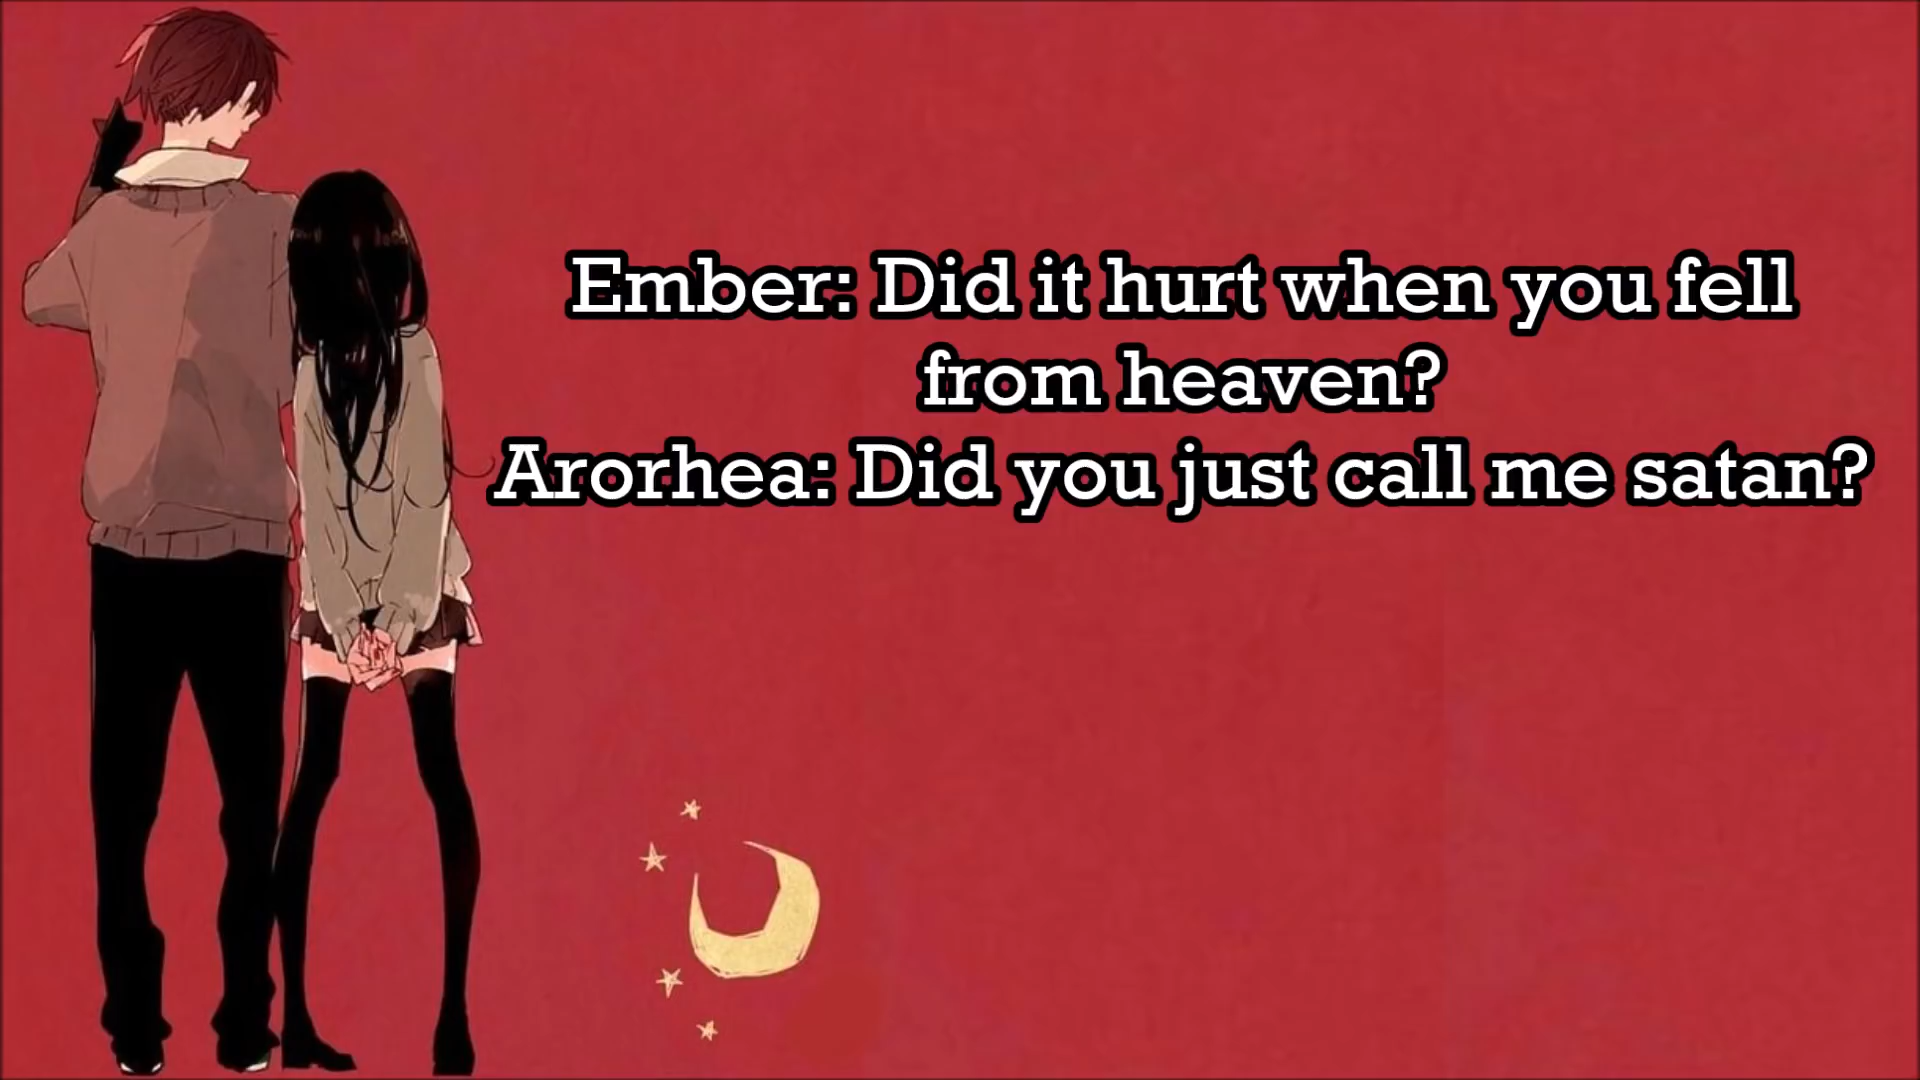 Ember: Did it hurt when you fell
from heaven?
Arorhea: Did you just call me satan?